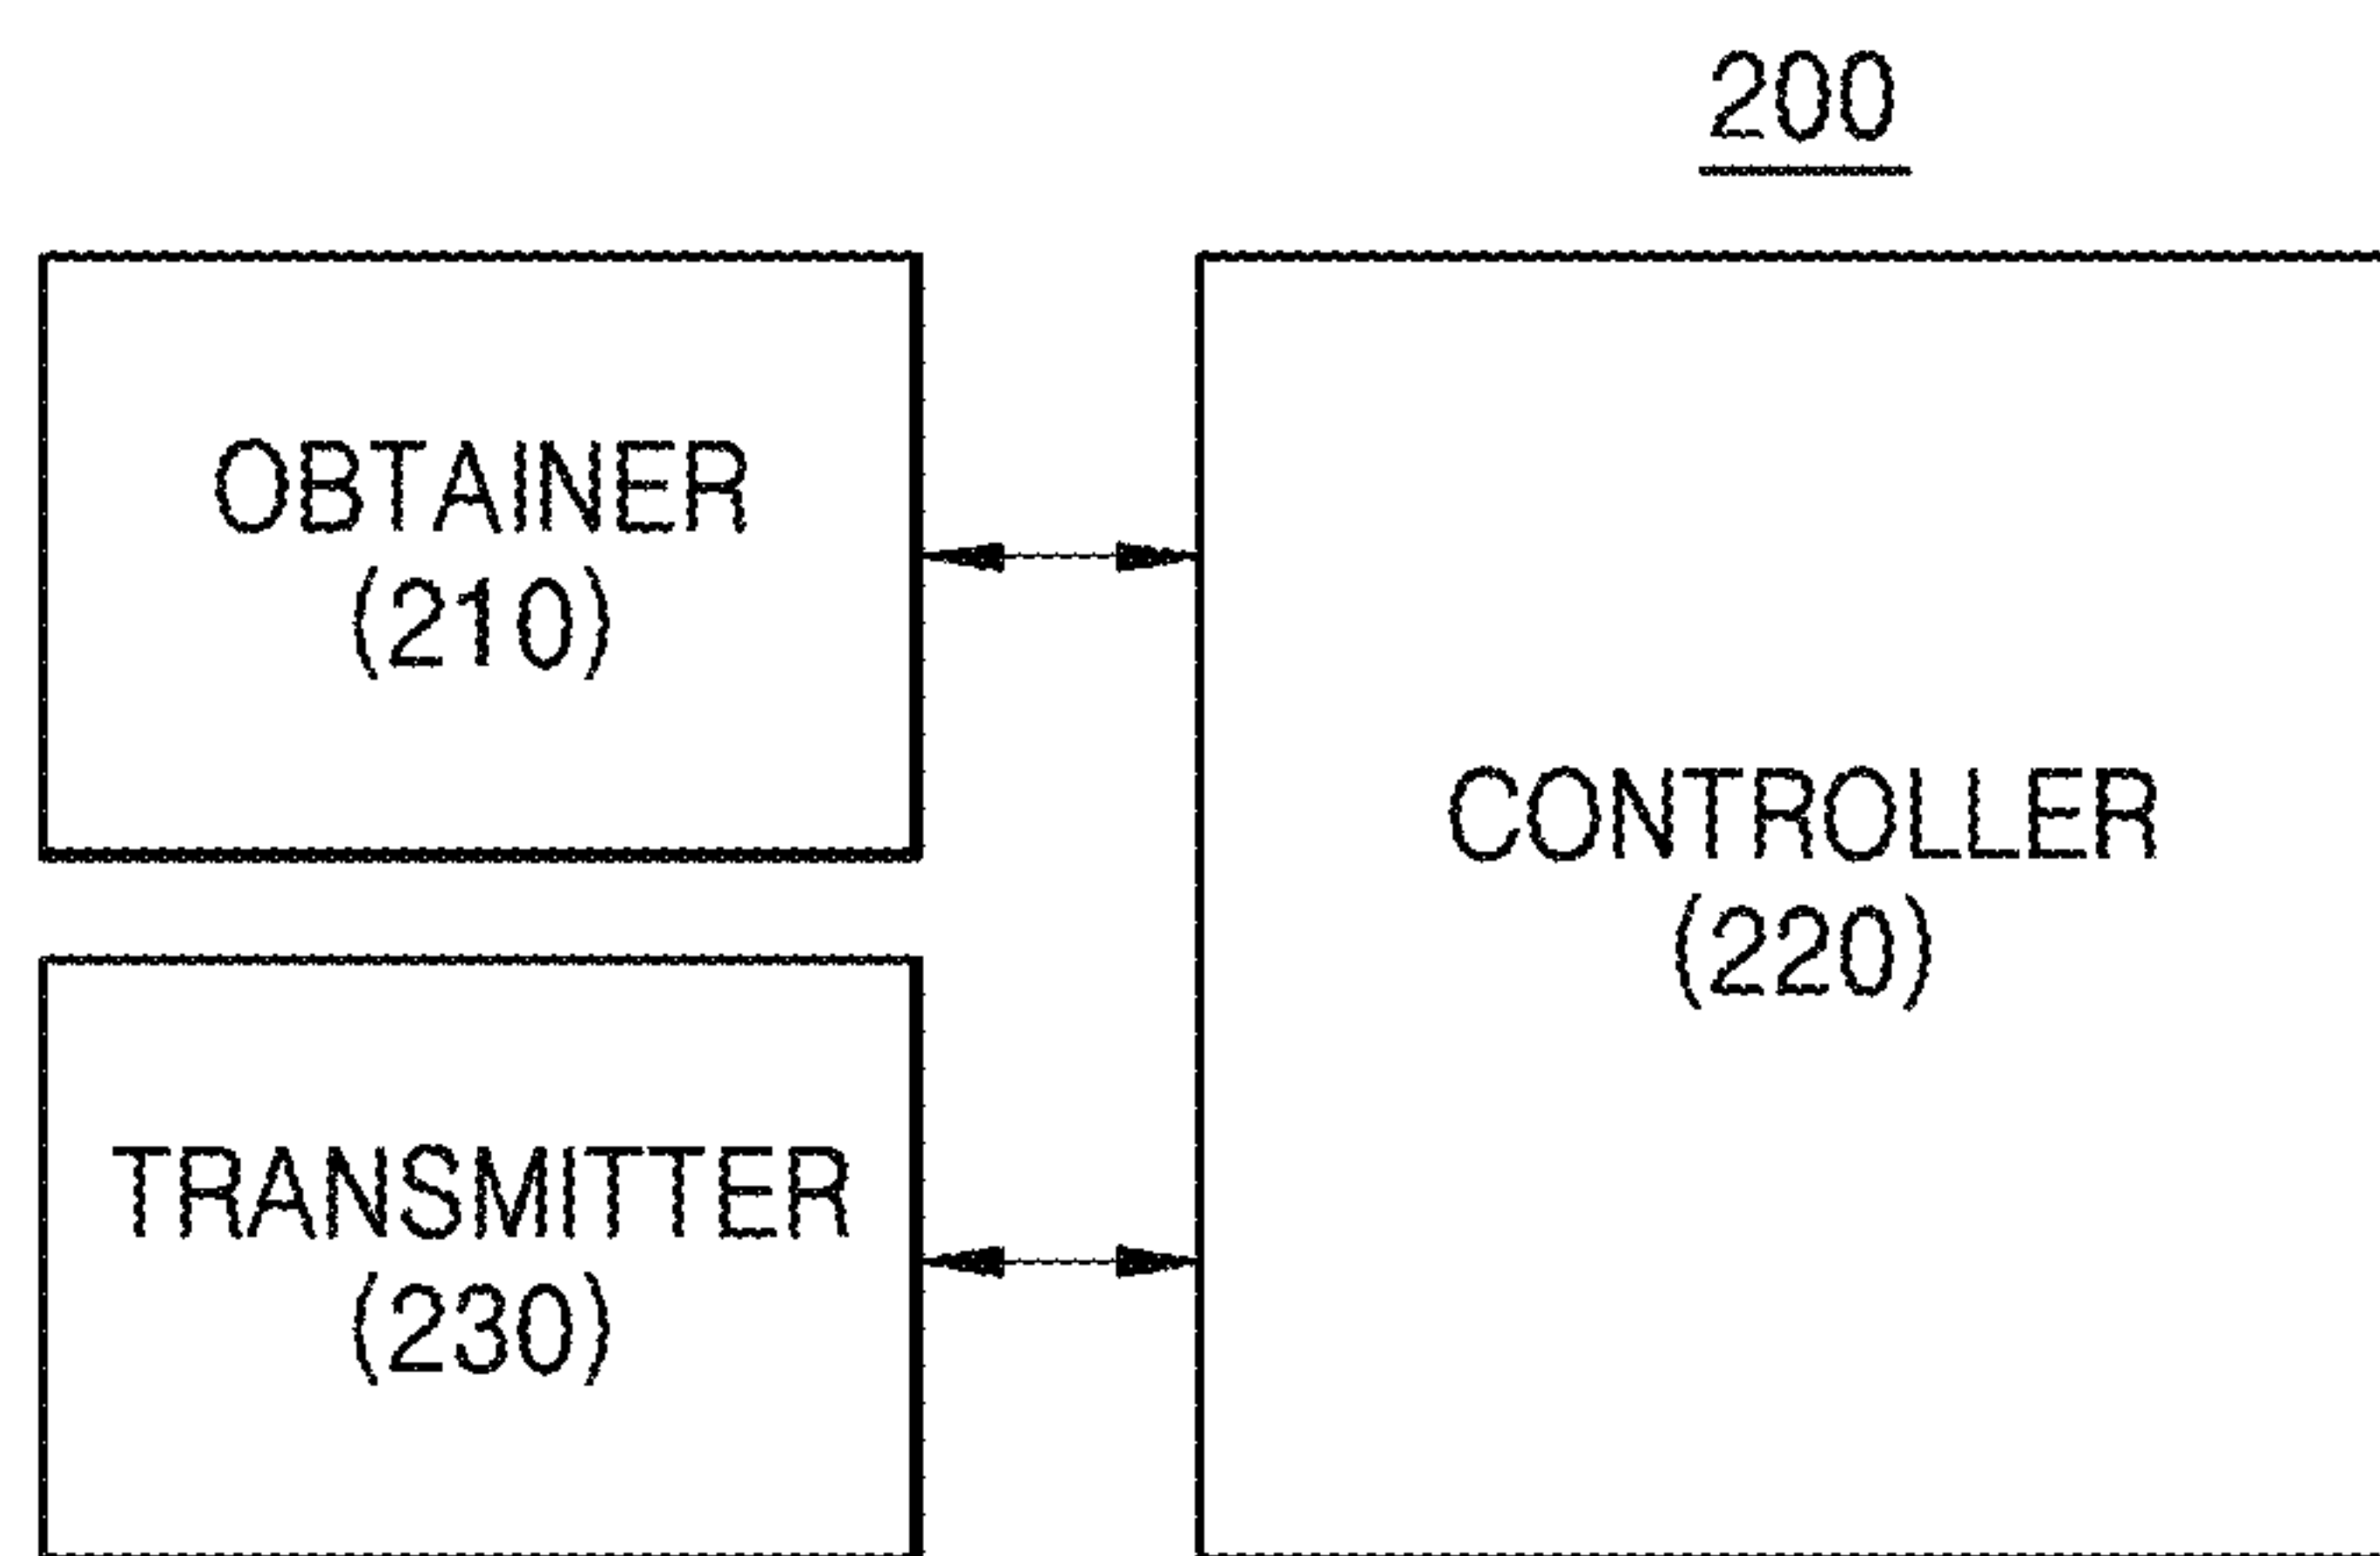 200
OBTAINER
(210)
CONTROLLER
(220)
TRANSMITTER
(230)